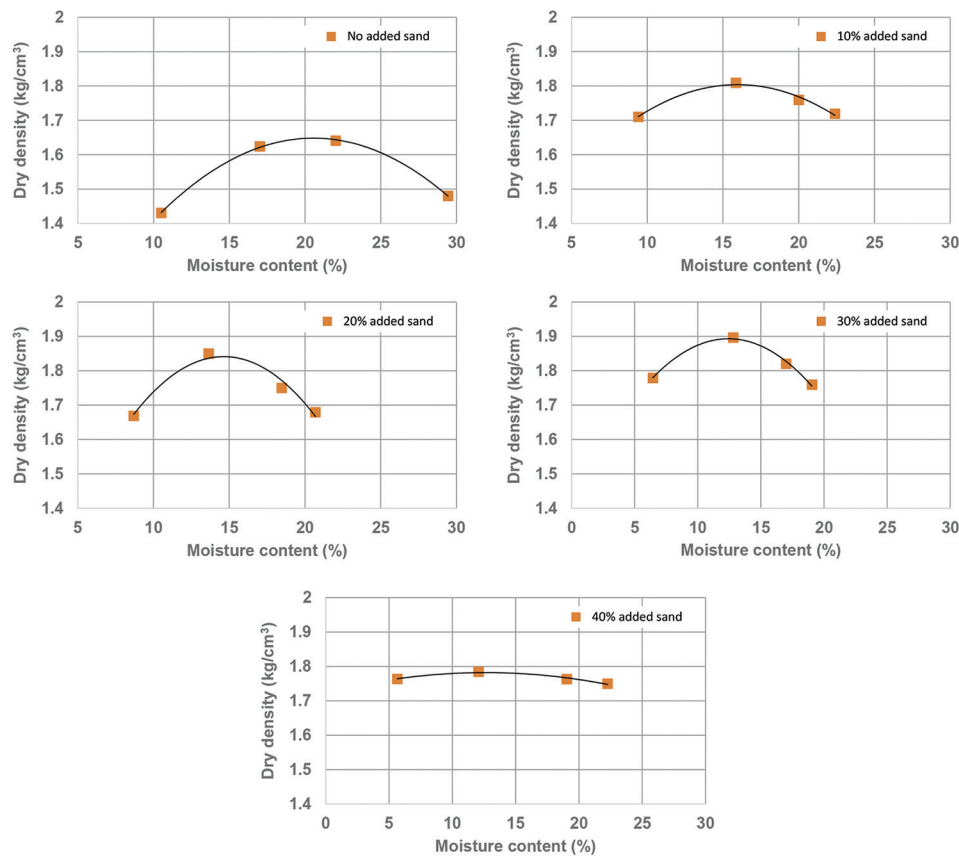 No added sand
Dry density (kg/cm³)
2
1.9
1.8
1.7
1.6
1.5
1.4
5 10 15 20 25 30
Moisture content (%)
10% added sand
Dry density (kg/cm³)
2
1.9
1.8
1.7
1.6
1.5
1.4
5 10 15 20 25 30
Moisture content (%)
20% added sand
Dry density (kg/cm³)
2
1.9
1.8
1.7
1.6
1.5
1.4
5 10 15 20 25 30
Moisture content (%)
30% added sand
Dry density (kg/cm³)
2
1.9
1.8
1.7
1.6
1.5
1.4
0 5 10 15 20 25 30
Moisture content (%)
40% added sand
Dry density (kg/cm³)
2
1.9
1.8
1.7
1.6
1.5
1.4
0 5 10 15 20 25 30
Moisture content (%)